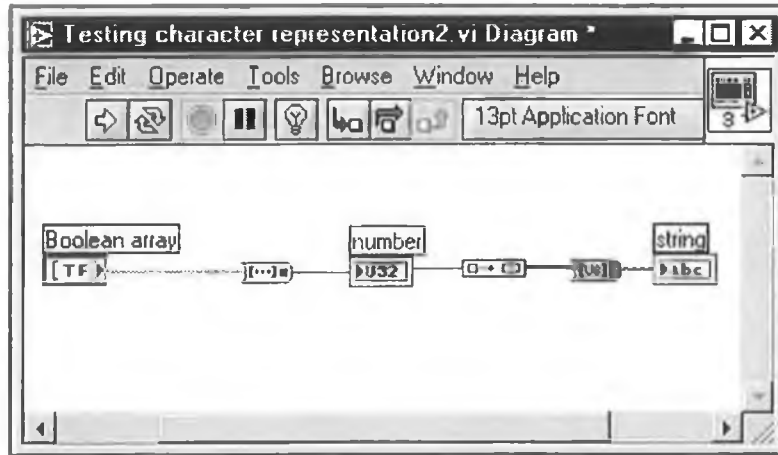 Testing character representation2.vi Diagram *
File Edit Operate Tools Browse Window Help
13pt Application Font
3
Boolean array
number
string
[TF]
[...]#
U32
[U8]
abc